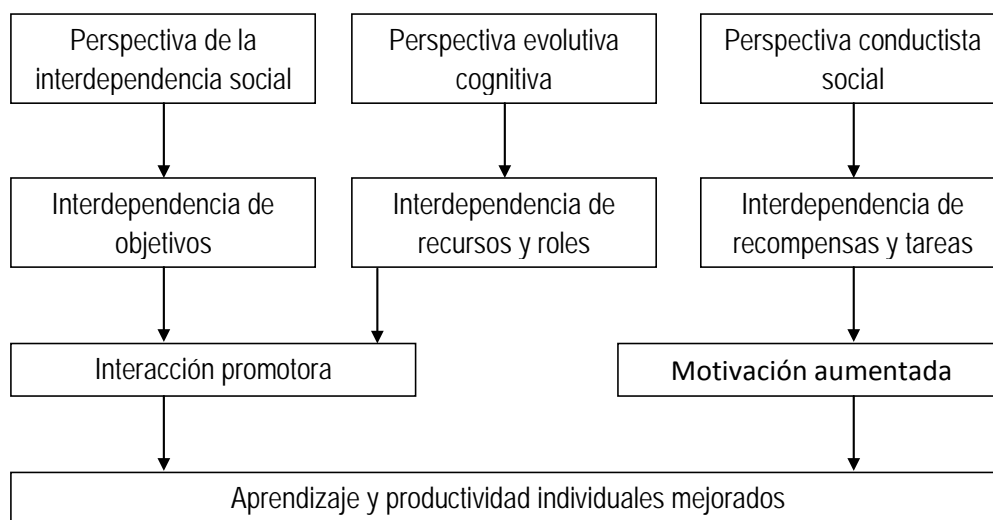 Perspectiva de la
interdependencia social
Perspectiva evolutiva
cognitiva
Perspectiva conductista
social
Interdependencia de
objetivos
Interdependencia de
recursos y roles
Interdependencia de
recompensas y tareas
Interacción promotora
Motivación aumentada
Aprendizaje y productividad individuales mejorados